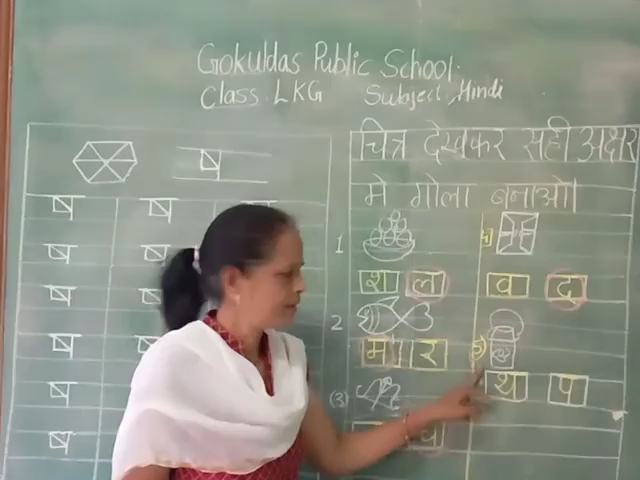 Gokuldas Public School.
Class LKG Subject Hindi
चित्र देखकर सही अक्षर
मे गोला बनाओ।
ष
ष ष
ष ष
ष ष
ष ष
ष
ष
1
श ल व द
2
म र
थ प
(3)